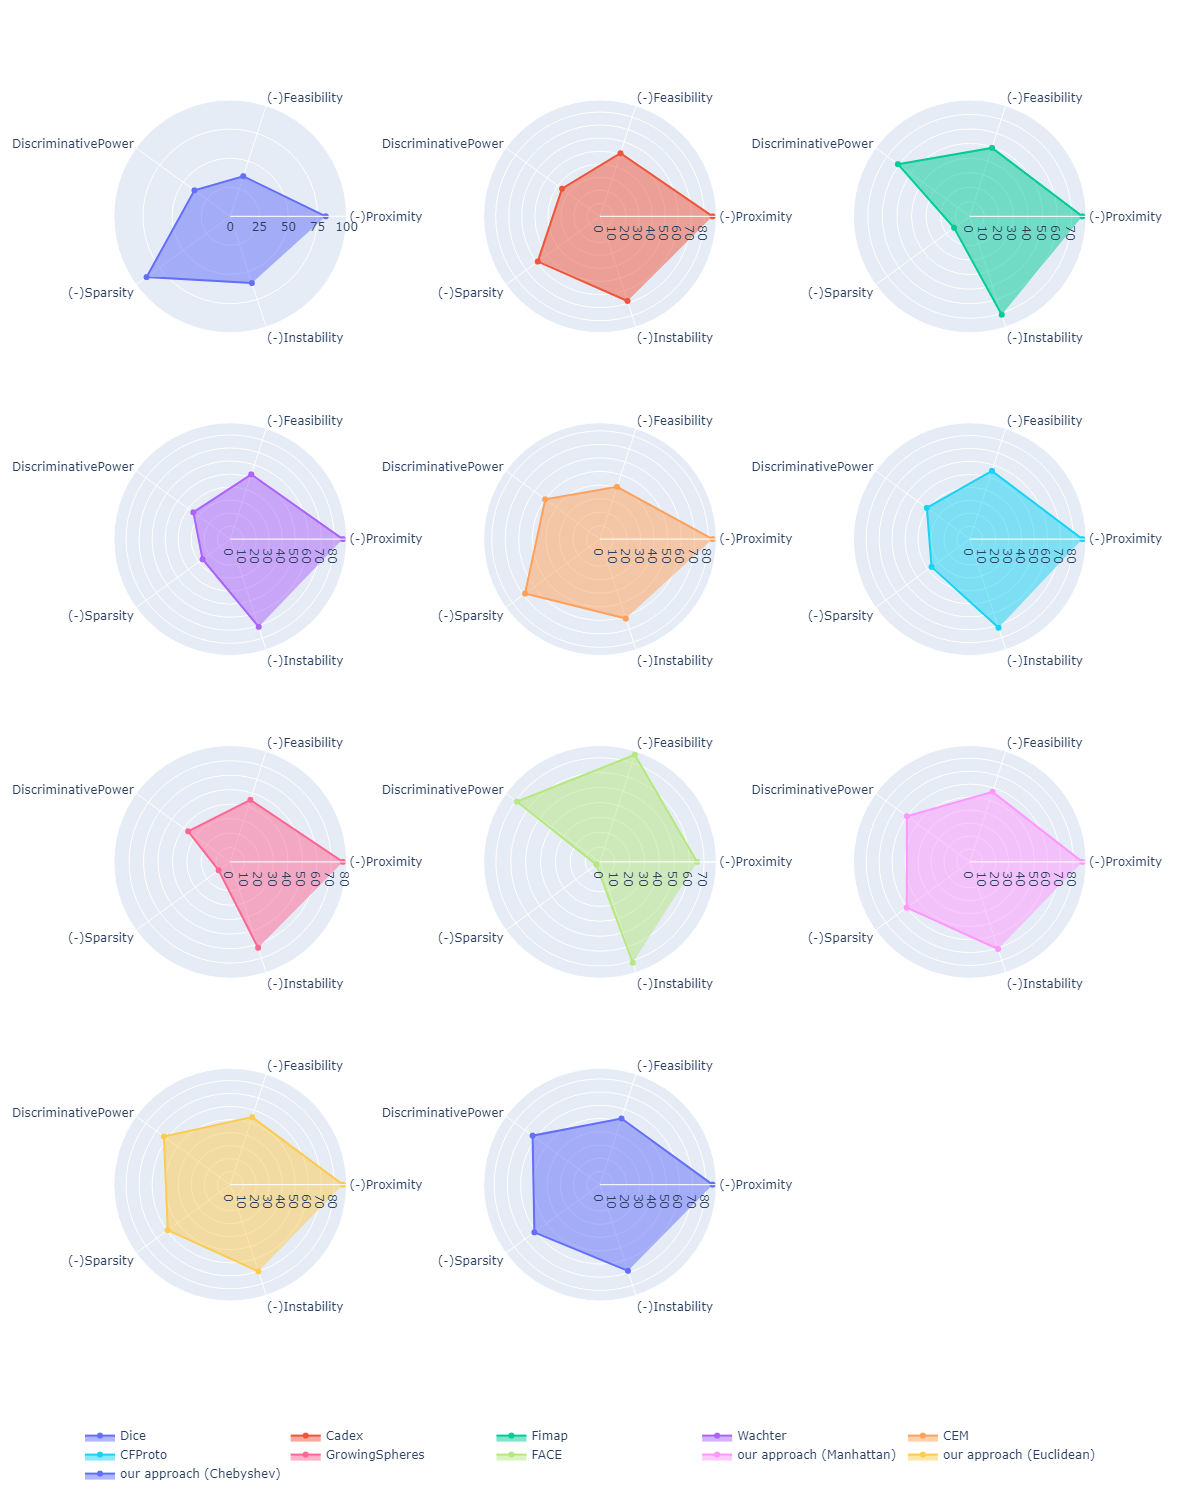 (-)Feasibility (-)Feasibility (-)Feasibility
DiscriminativePower DiscriminativePower DiscriminativePower
(-)Proximity (-)Proximity (-)Proximity
0 25 50 75 100 0 10 20 30 40 50 60 70 80 0 10 20 30 40 50 60 70
(-)Sparsity (-)Sparsity (-)Sparsity
(-)Instability (-)Instability (-)Instability
(-)Feasibility (-)Feasibility (-)Feasibility
DiscriminativePower DiscriminativePower DiscriminativePower
(-)Proximity (-)Proximity (-)Proximity
0 10 20 30 40 50 60 70 80 0 10 20 30 40 50 60 70 80 0 10 20 30 40 50 60 70 80
(-)Sparsity (-)Sparsity (-)Sparsity
(-)Instability (-)Instability (-)Instability
(-)Feasibility (-)Feasibility (-)Feasibility
DiscriminativePower DiscriminativePower DiscriminativePower
(-)Proximity (-)Proximity (-)Proximity
0 10 20 30 40 50 60 70 80 0 10 20 30 40 50 60 70 0 10 20 30 40 50 60 70 80
(-)Sparsity (-)Sparsity (-)Sparsity
(-)Instability (-)Instability (-)Instability
(-)Feasibility (-)Feasibility
DiscriminativePower DiscriminativePower
(-)Proximity (-)Proximity
0 10 20 30 40 50 60 70 80 0 10 20 30 40 50 60 70 80
(-)Sparsity (-)Sparsity
(-)Instability (-)Instability
Dice Cadex Fimap Wachter CEM
CFProto GrowingSpheres FACE our approach (Manhattan) our approach (Euclidean)
our approach (Chebyshev)